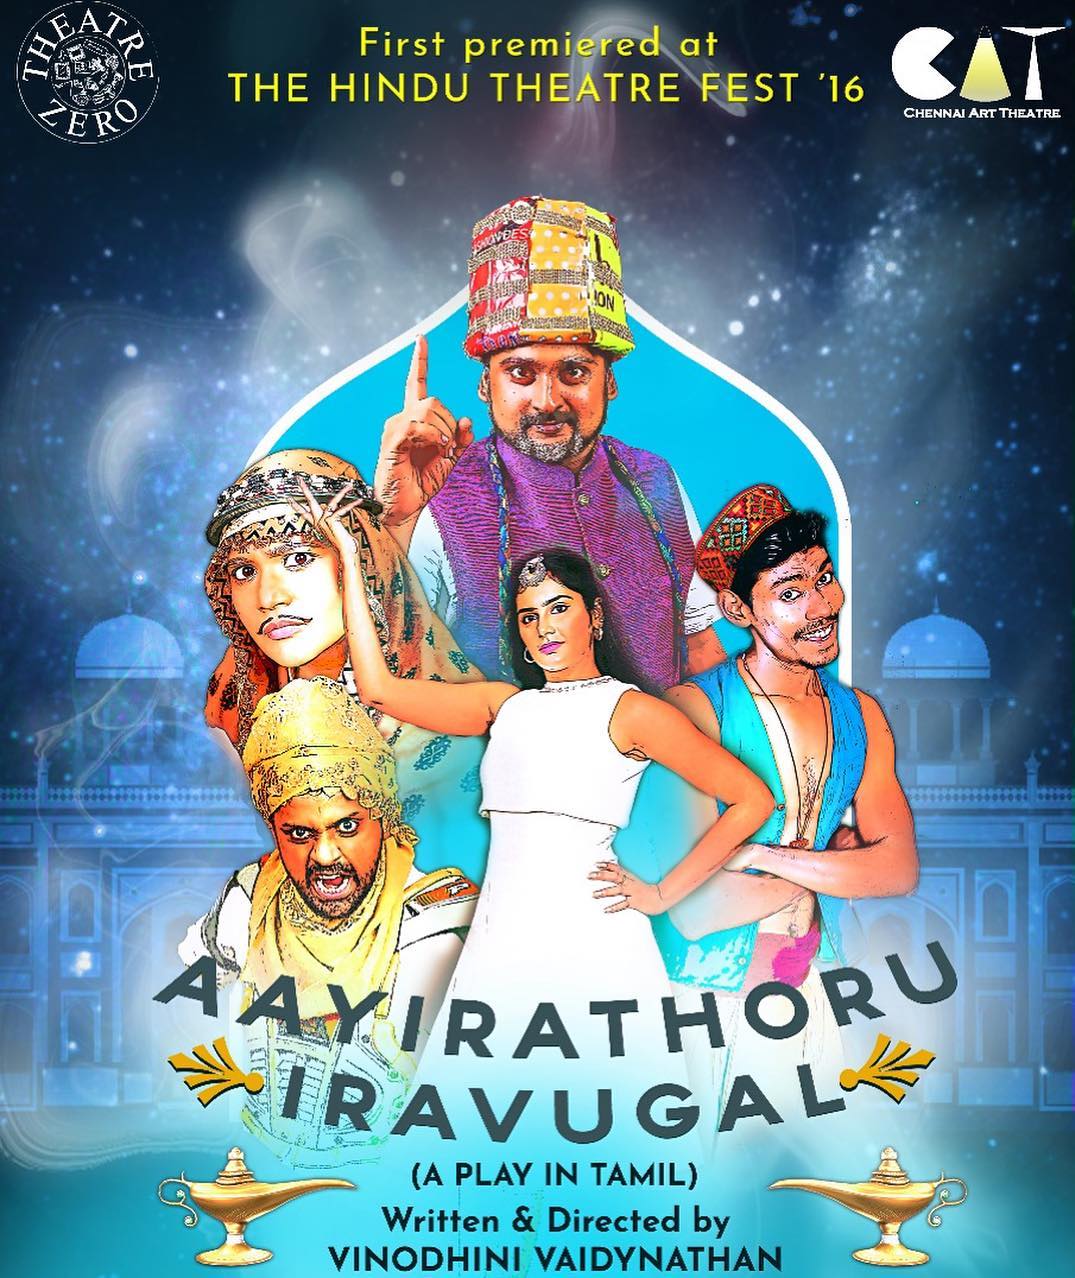 THEATRE
ZERO
First premiered at
THE HINDU THEATRE FEST '16
CAT
CHENNAI ART THEATRE
AAYIRATHORU
IRAVUGAL
(A PLAY IN TAMIL)
Written & Directed by
VINODHINI VAIDYNATHAN